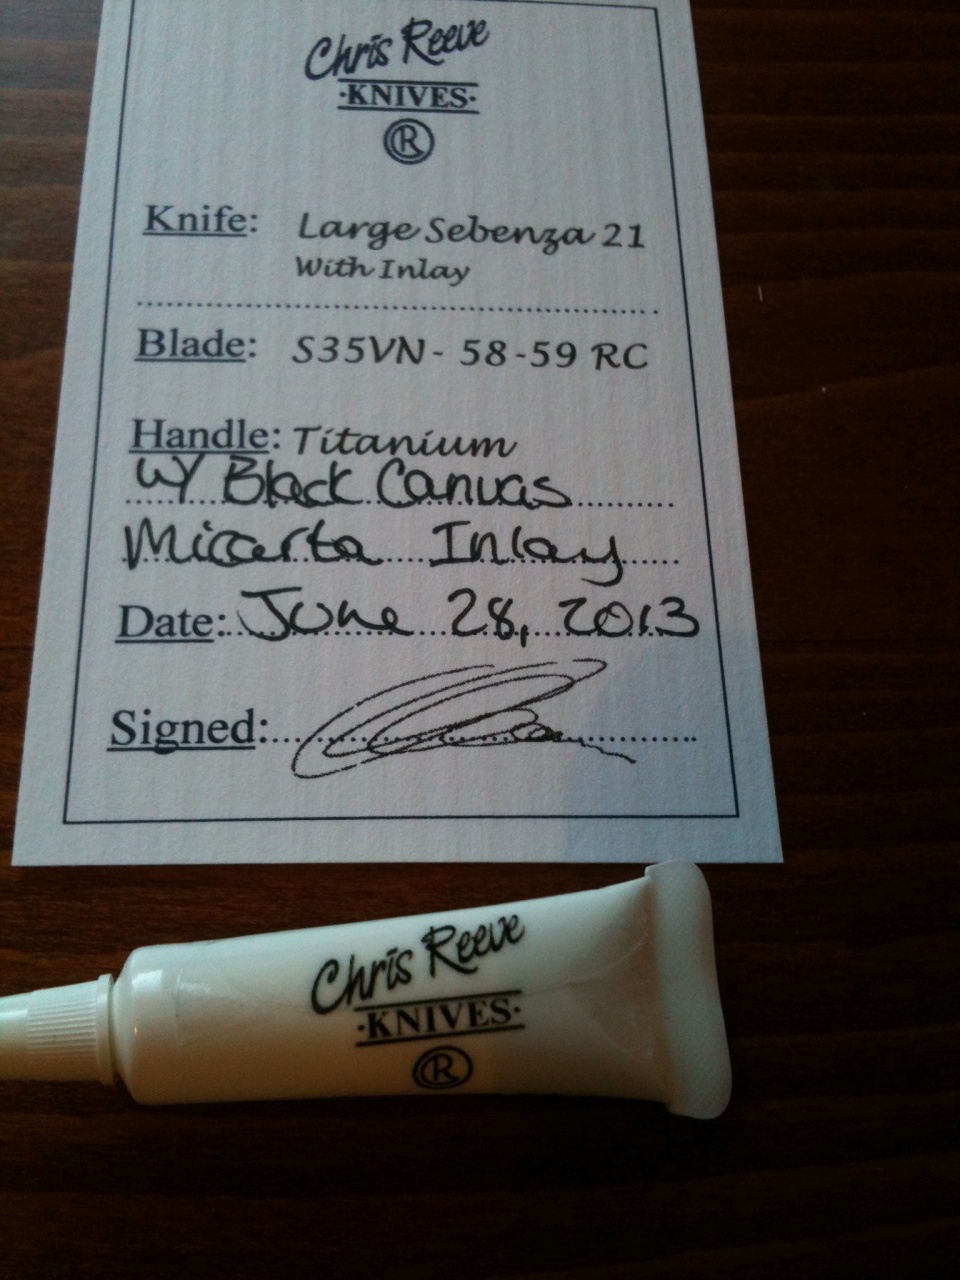 Chris Reeve
·KNIVES·
®
Knife: Large Sebenza 21
With Inlay
Blade: S35VN - 58-59 RC
Handle: Titanium
W/ Black Canvas
Micarta Inlay
Date: June 28, 2013
Signed:
Chris Reeve
·KNIVES·
®